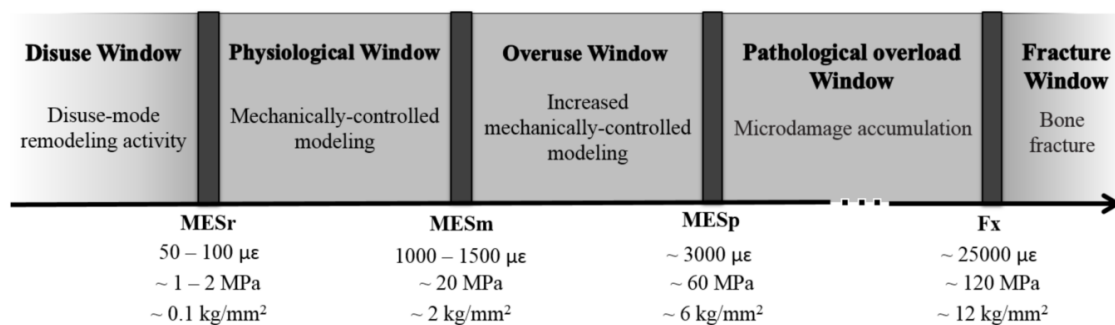 Disuse Window
Disuse-mode
remodeling activity
Physiological Window
Mechanically-controlled
modeling
Overuse Window
Increased
mechanically-controlled
modeling
Pathological overload
Window
Microdamage accumulation
Fracture
Window
Bone
fracture
MESr
50 – 100 με
~ 1 – 2 MPa
~ 0.1 kg/mm²
MESm
1000 – 1500 με
~ 20 MPa
~ 2 kg/mm²
MESp
~ 3000 με
~ 60 MPa
~ 6 kg/mm²
Fx
~ 25000 με
~ 120 MPa
~ 12 kg/mm²